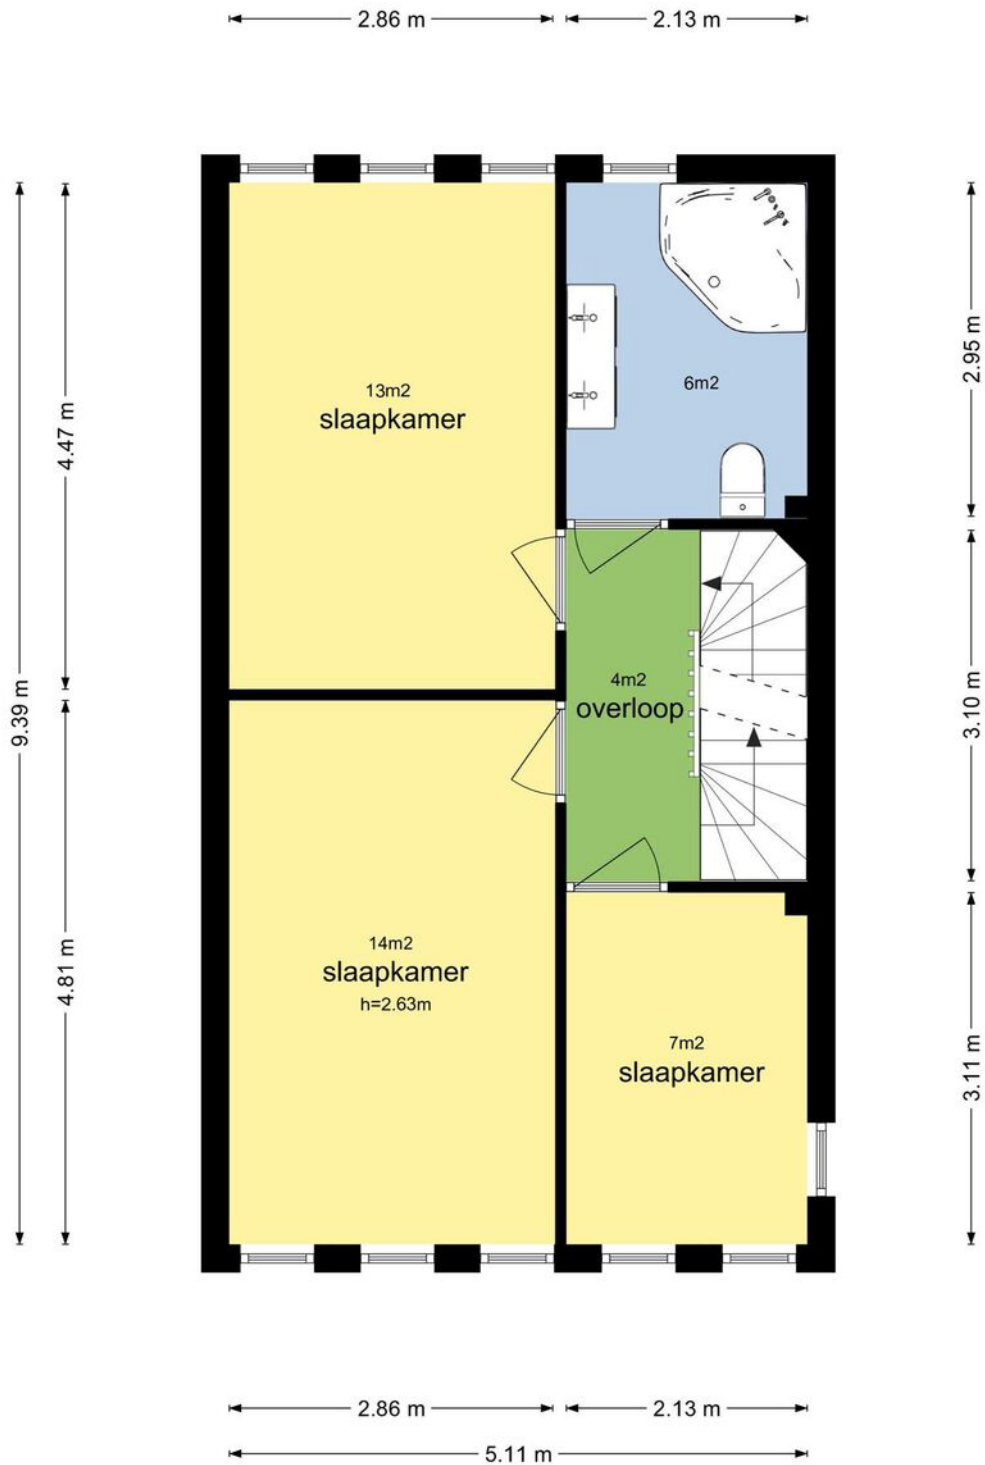 2.86 m
2.13 m
9.39 m
4.47 m
4.81 m
2.95 m
3.10 m
3.11 m
13m2
slaapkamer
6m2
4m2
overloop
14m2
slaapkamer
h=2.63m
7m2
slaapkamer
2.86 m
2.13 m
5.11 m